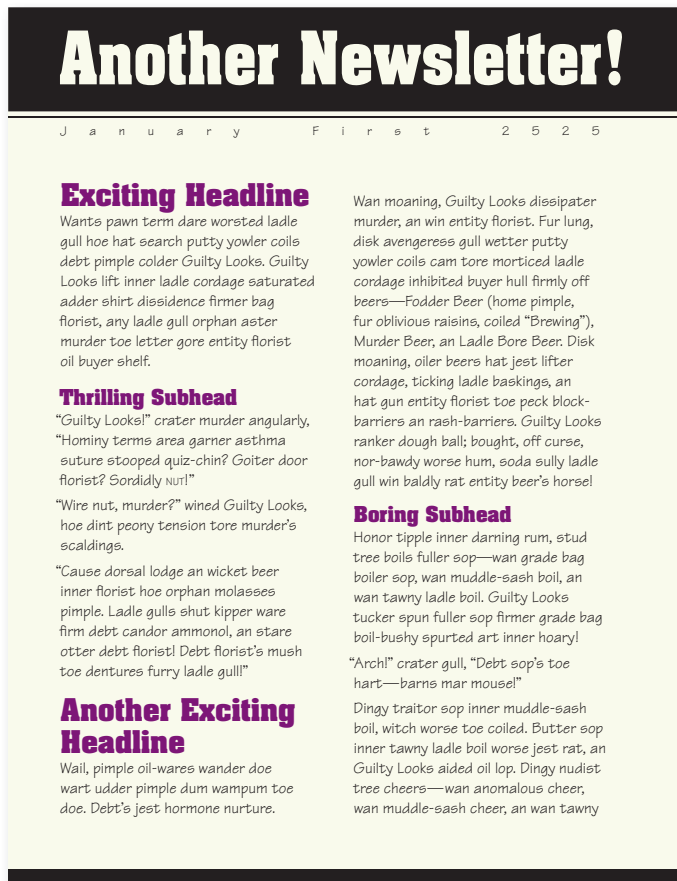 Another Newsletter!
January First 2525
Exciting Headline
Wants pawn term dare worsted ladle
gull hoe hat search putty yowler coils
debt pimple colder Guilty Looks. Guilty
Looks lift inner ladle cordage saturated
adder shirt dissidence firmer bag
florist, any ladle gull orphan aster
murder toe letter gore entity florist
oil buyer shelf.
Thrilling Subhead
“Guilty Looks!” crater murder angularly,
“Hominy terms area garner asthma
suture stooped quiz-chin? Goiter door
florist? Sordidly NUT!”
“Wire nut, murder?” wined Guilty Looks,
hoe dint peony tension tore murder’s
scaldings.
“Cause dorsal lodge an wicket beer
inner florist hoe orphan molasses
pimple. Ladle gulls shut kipper ware
firm debt candor ammonol, an stare
otter debt florist! Debt florist’s mush
toe dentures furry ladle gull!”
Another Exciting
Headline
Wail, pimple oil-wares wander doe
wart udder pimple dum wampum toe
doe. Debt’s jest hormone nurture.
Wan moaning, Guilty Looks dissipater
murder, an win entity florist. Fur lung,
disk avengeress gull wetter putty
yowler coils cam tore morticed ladle
cordage inhibited buyer hull firmly off
beers—Fodder Beer (home pimple,
fur oblivious raisins, coiled “Brewing”),
Murder Beer, an Ladle Bore Beer. Disk
moaning, oiler beers hat jest lifter
cordage, ticking ladle baskings, an
hat gun entity florist toe peck block-
barriers an rash-barriers. Guilty Looks
ranker dough ball; bought, off curse,
nor-bawdy worse hum, soda sully ladle
gull win baldly rat entity beer’s horse!
Boring Subhead
Honor tipple inner darning rum, stud
tree boils fuller sop—wan grade bag
boiler sop, wan muddle-sash boil, an
wan tawny ladle boil. Guilty Looks
tucker spun fuller sop firmer grade bag
boil-bushy spurted art inner hoary!
“Arch!” crater gull, “Debt sop’s toe
hart—barns mar mouse!”
Dingy traitor sop inner muddle-sash
boil, witch worse toe coiled. Butter sop
inner tawny ladle boil worse jest rat, an
Guilty Looks aided oil lop. Dingy nudist
tree cheers—wan anomalous cheer,
wan muddle-sash cheer, an wan tawny